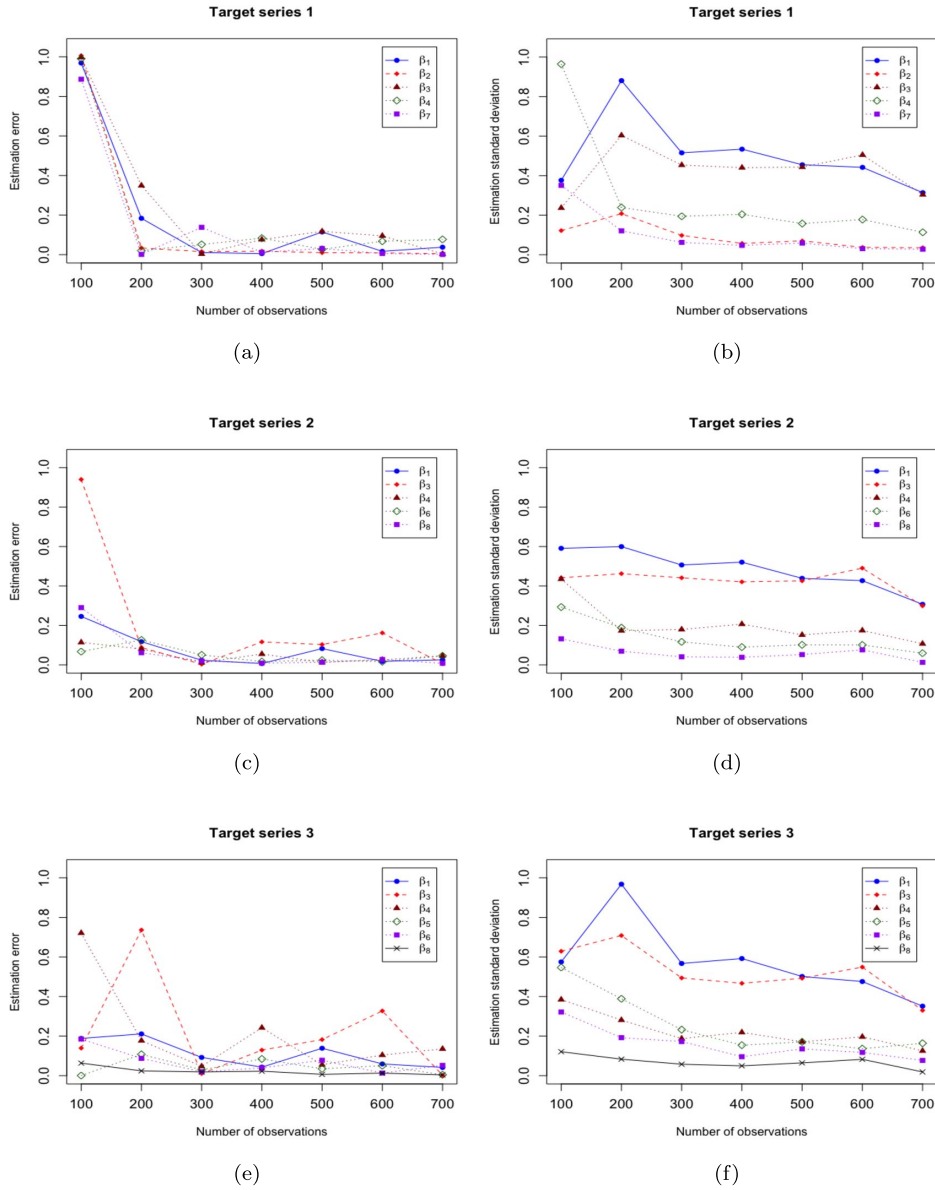 Target series 1
Estimation error
1.0
0.8
0.6
0.4
0.2
0.0
β₁
β₂
β₃
β₄
β₇
100 200 300 400 500 600 700
Number of observations
(a)
Target series 1
Estimation standard deviation
1.0
0.8
0.6
0.4
0.2
0.0
β₁
β₂
β₃
β₄
β₇
100 200 300 400 500 600 700
Number of observations
(b)
Target series 2
Estimation error
1.0
0.8
0.6
0.4
0.2
0.0
β₁
β₃
β₄
β₆
β₈
100 200 300 400 500 600 700
Number of observations
(c)
Target series 2
Estimation standard deviation
1.0
0.8
0.6
0.4
0.2
0.0
β₁
β₃
β₄
β₆
β₈
100 200 300 400 500 600 700
Number of observations
(d)
Target series 3
Estimation error
1.0
0.8
0.6
0.4
0.2
0.0
β₁
β₃
β₄
β₅
β₆
β₈
100 200 300 400 500 600 700
Number of observations
(e)
Target series 3
Estimation standard deviation
1.0
0.8
0.6
0.4
0.2
0.0
β₁
β₃
β₄
β₅
β₆
β₈
100 200 300 400 500 600 700
Number of observations
(f)